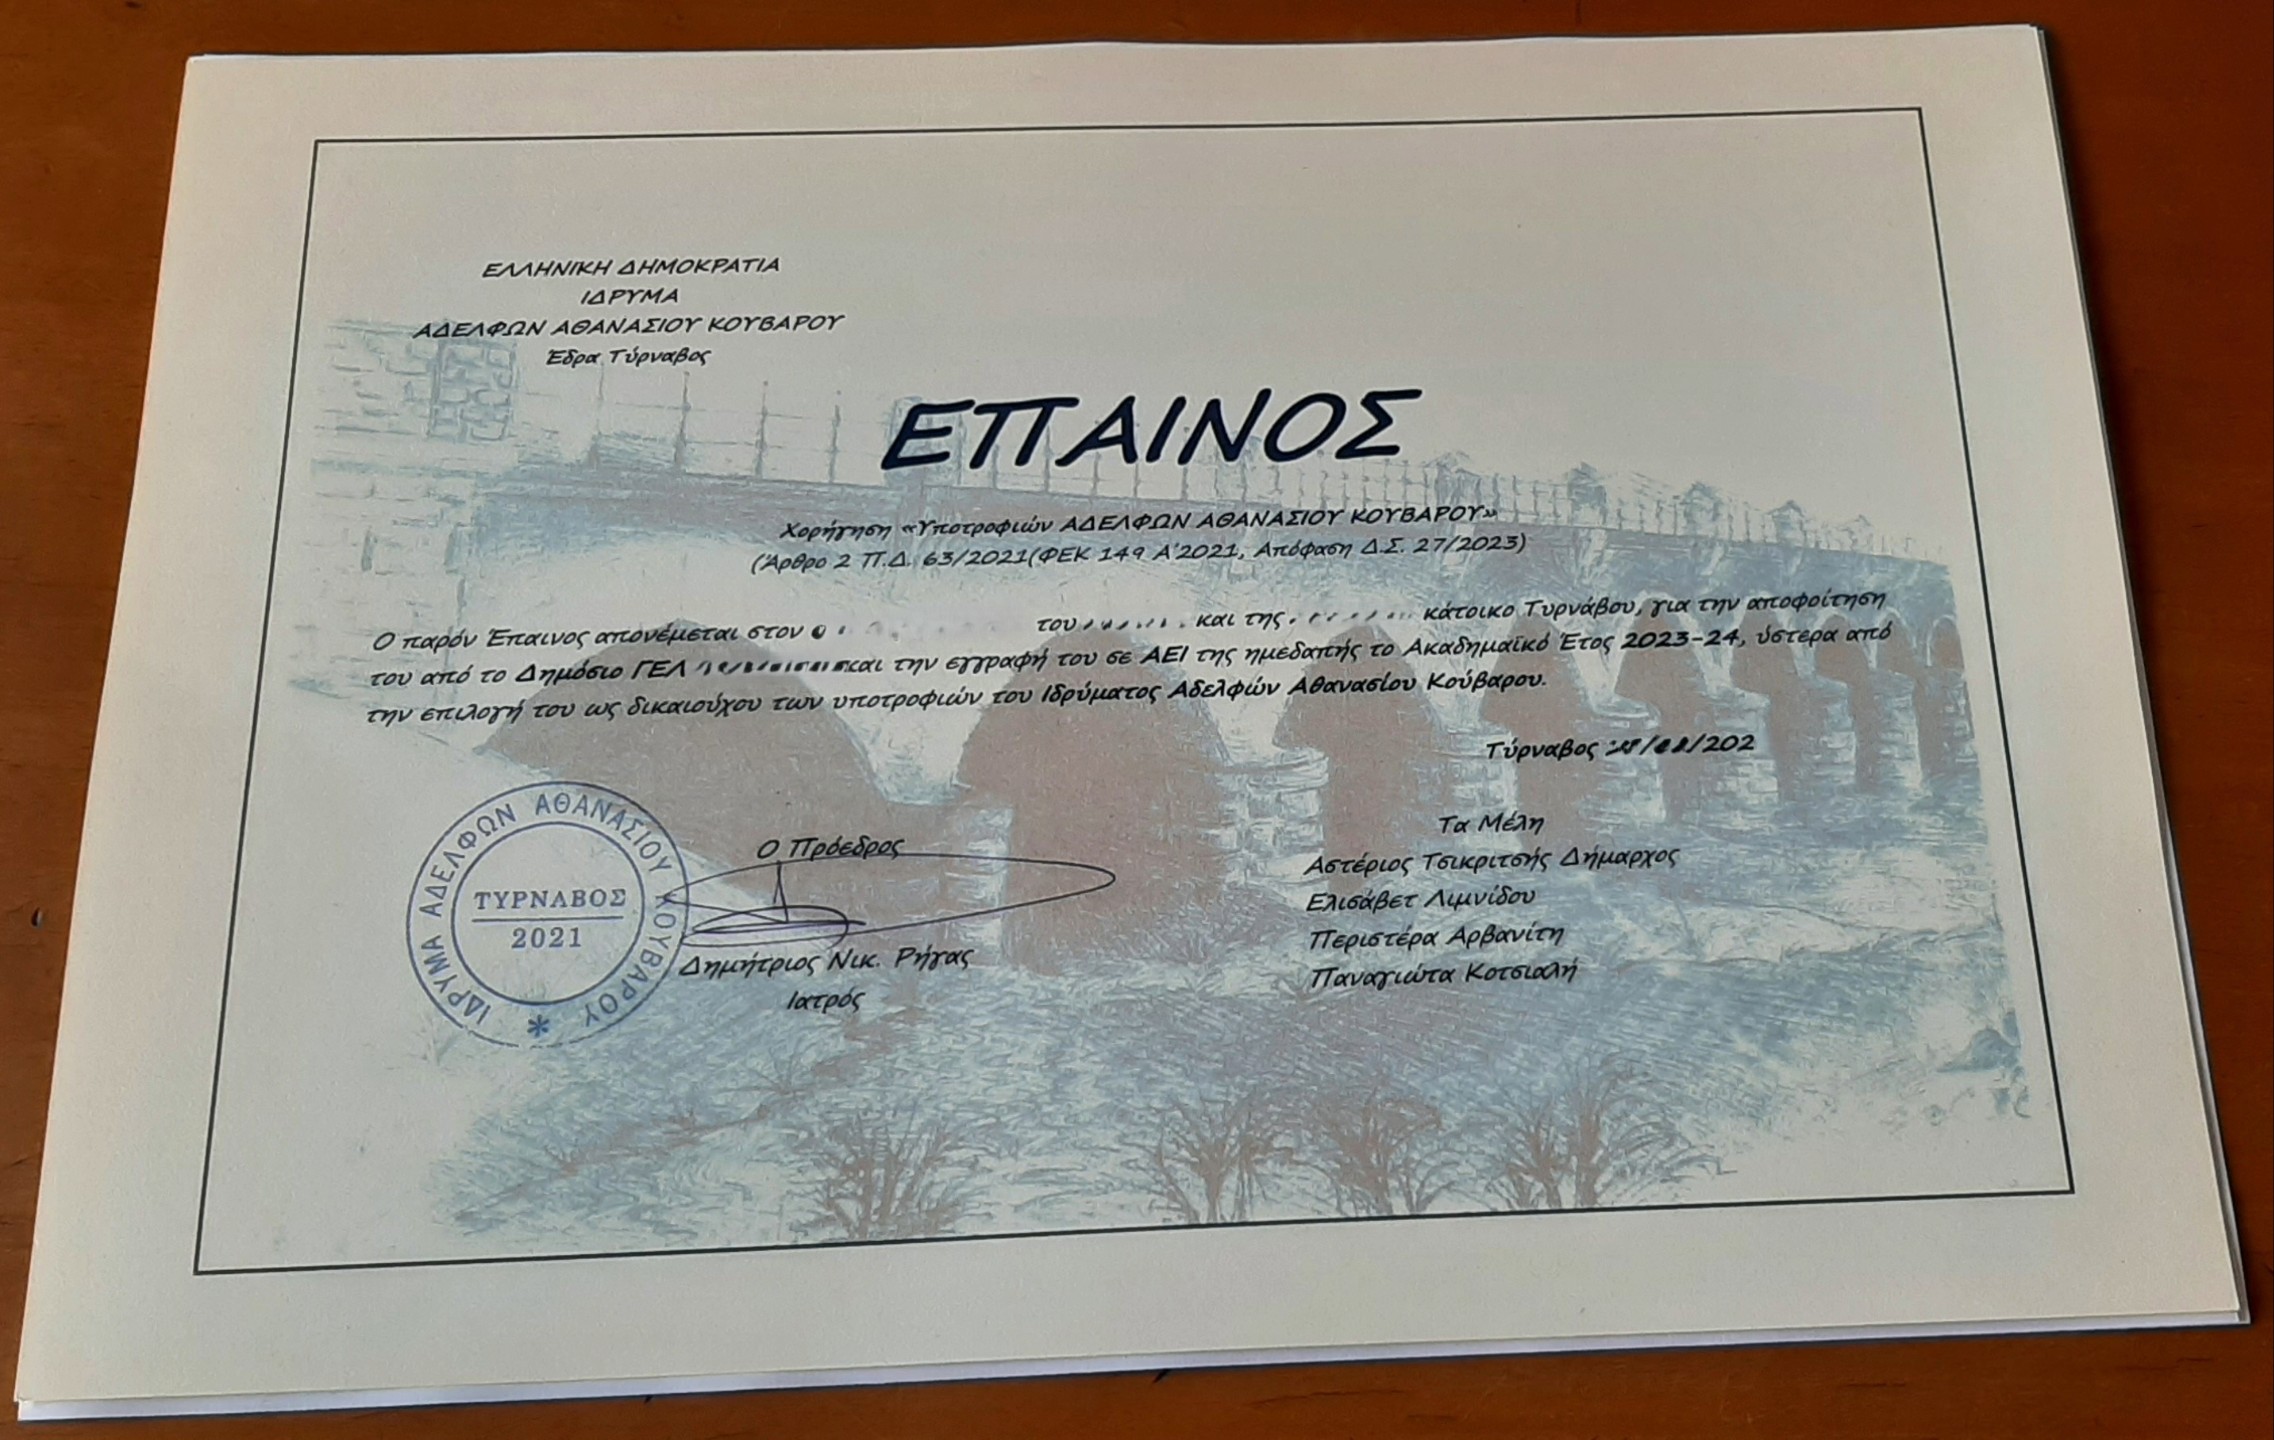 ΕΛΛΗΝΙΚΗ ΔΗΜΟΚΡΑΤΙΑ
ΙΔΡΥΜΑ
ΑΔΕΛΦΩΝ ΑΘΑΝΑΣΙΟΥ ΚΟΥΒΑΡΟΥ
Έδρα Τύρναβος
ΕΠΑΙΝΟΣ
Χορήγηση «Υποτροφιών ΑΔΕΛΦΩΝ ΑΘΑΝΑΣΙΟΥ ΚΟΥΒΑΡΟΥ»
(Άρθρο 2 Π.Δ. 63/2021(ΦΕΚ 149 Α'2021, Απόφαση Δ.Σ. 27/2023)
Ο παρόν Έπαινος απονέμεται στον του και της κάτοικο Τυρνάβου, για την αποφοίτηση
του από το Δημόσιο ΓΕΛ και την εγγραφή του σε ΑΕΙ της ημεδαπής το Ακαδημαϊκό Έτος 2023-24, ύστερα από
την επιλογή του ως δικαιούχου των υποτροφιών του Ιδρύματος Αδελφών Αθανασίου Κούβαρου.
Τύρναβος /202
Ο Πρόεδρος
Δημήτριος Νικ. Ρήγας
Ιατρός
Τα Μέλη
Αστέριος Τσικριτσής Δήμαρχος
Ελισάβετ Λιμνίδου
Περιστέρα Αρβανίτη
Παναγιώτα Κοτσιαλή
ΙΔΡΥΜΑ ΑΔΕΛΦΩΝ ΑΘΑΝΑΣΙΟΥ ΚΟΥΒΑΡΟΥ
ΤΥΡΝΑΒΟΣ
2021